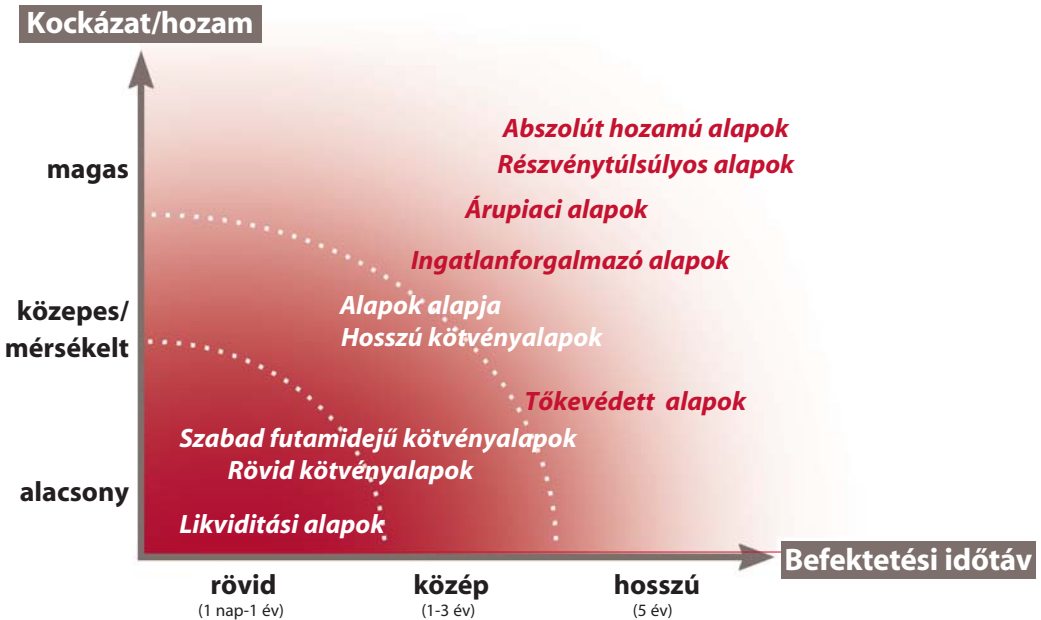 Kockázat/hozam
magas
közepes/
mérsékelt
alacsony
Abszolút hozamú alapok
Részvénytúlsúlyos alapok
Árupiaci alapok
Ingatlanforgalmazó alapok
Alapok alapja
Hosszú kötvényalapok
Tőkevédett alapok
Szabad futamidejű kötvényalapok
Rövid kötvényalapok
Likviditási alapok
Befektetési időtáv
rövid
(1 nap-1 év)
közép
(1-3 év)
hosszú
(5 év)